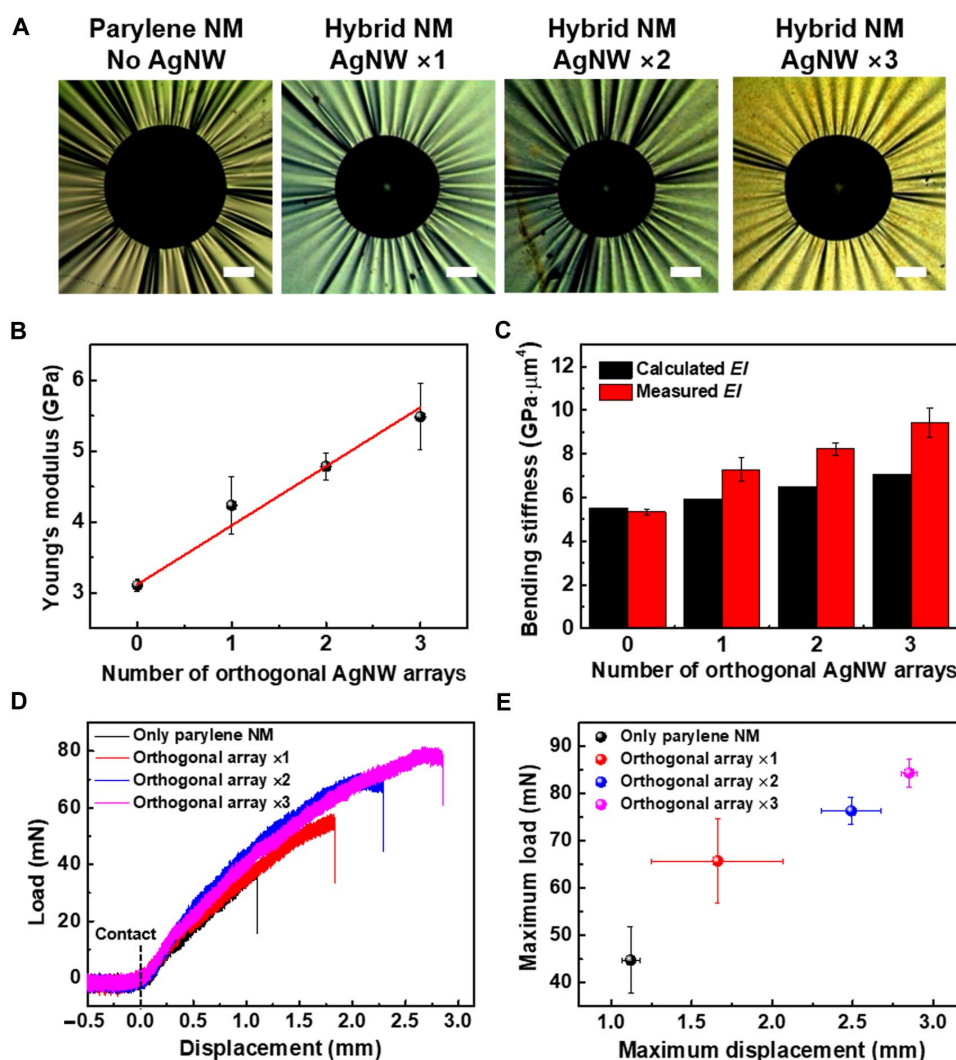 A
Parylene NM
No AgNW
Hybrid NM
AgNW ×1
Hybrid NM
AgNW ×2
Hybrid NM
AgNW ×3
B
Young's modulus (GPa)
6
5
4
3
0 1 2 3
Number of orthogonal AgNW arrays
C
Bending stiffness (GPa·μm⁴)
Calculated EI
Measured EI
12
10
8
6
4
2
0
0 1 2 3
Number of orthogonal AgNW arrays
D
Load (mN)
Only parylene NM
Orthogonal array ×1
Orthogonal array ×2
Orthogonal array ×3
Contact
80
60
40
20
0
–0.5 0.0 0.5 1.0 1.5 2.0 2.5 3.0
Displacement (mm)
E
Maximum load (mN)
Only parylene NM
Orthogonal array ×1
Orthogonal array ×2
Orthogonal array ×3
90
80
70
60
50
40
1.0 1.5 2.0 2.5 3.0
Maximum displacement (mm)